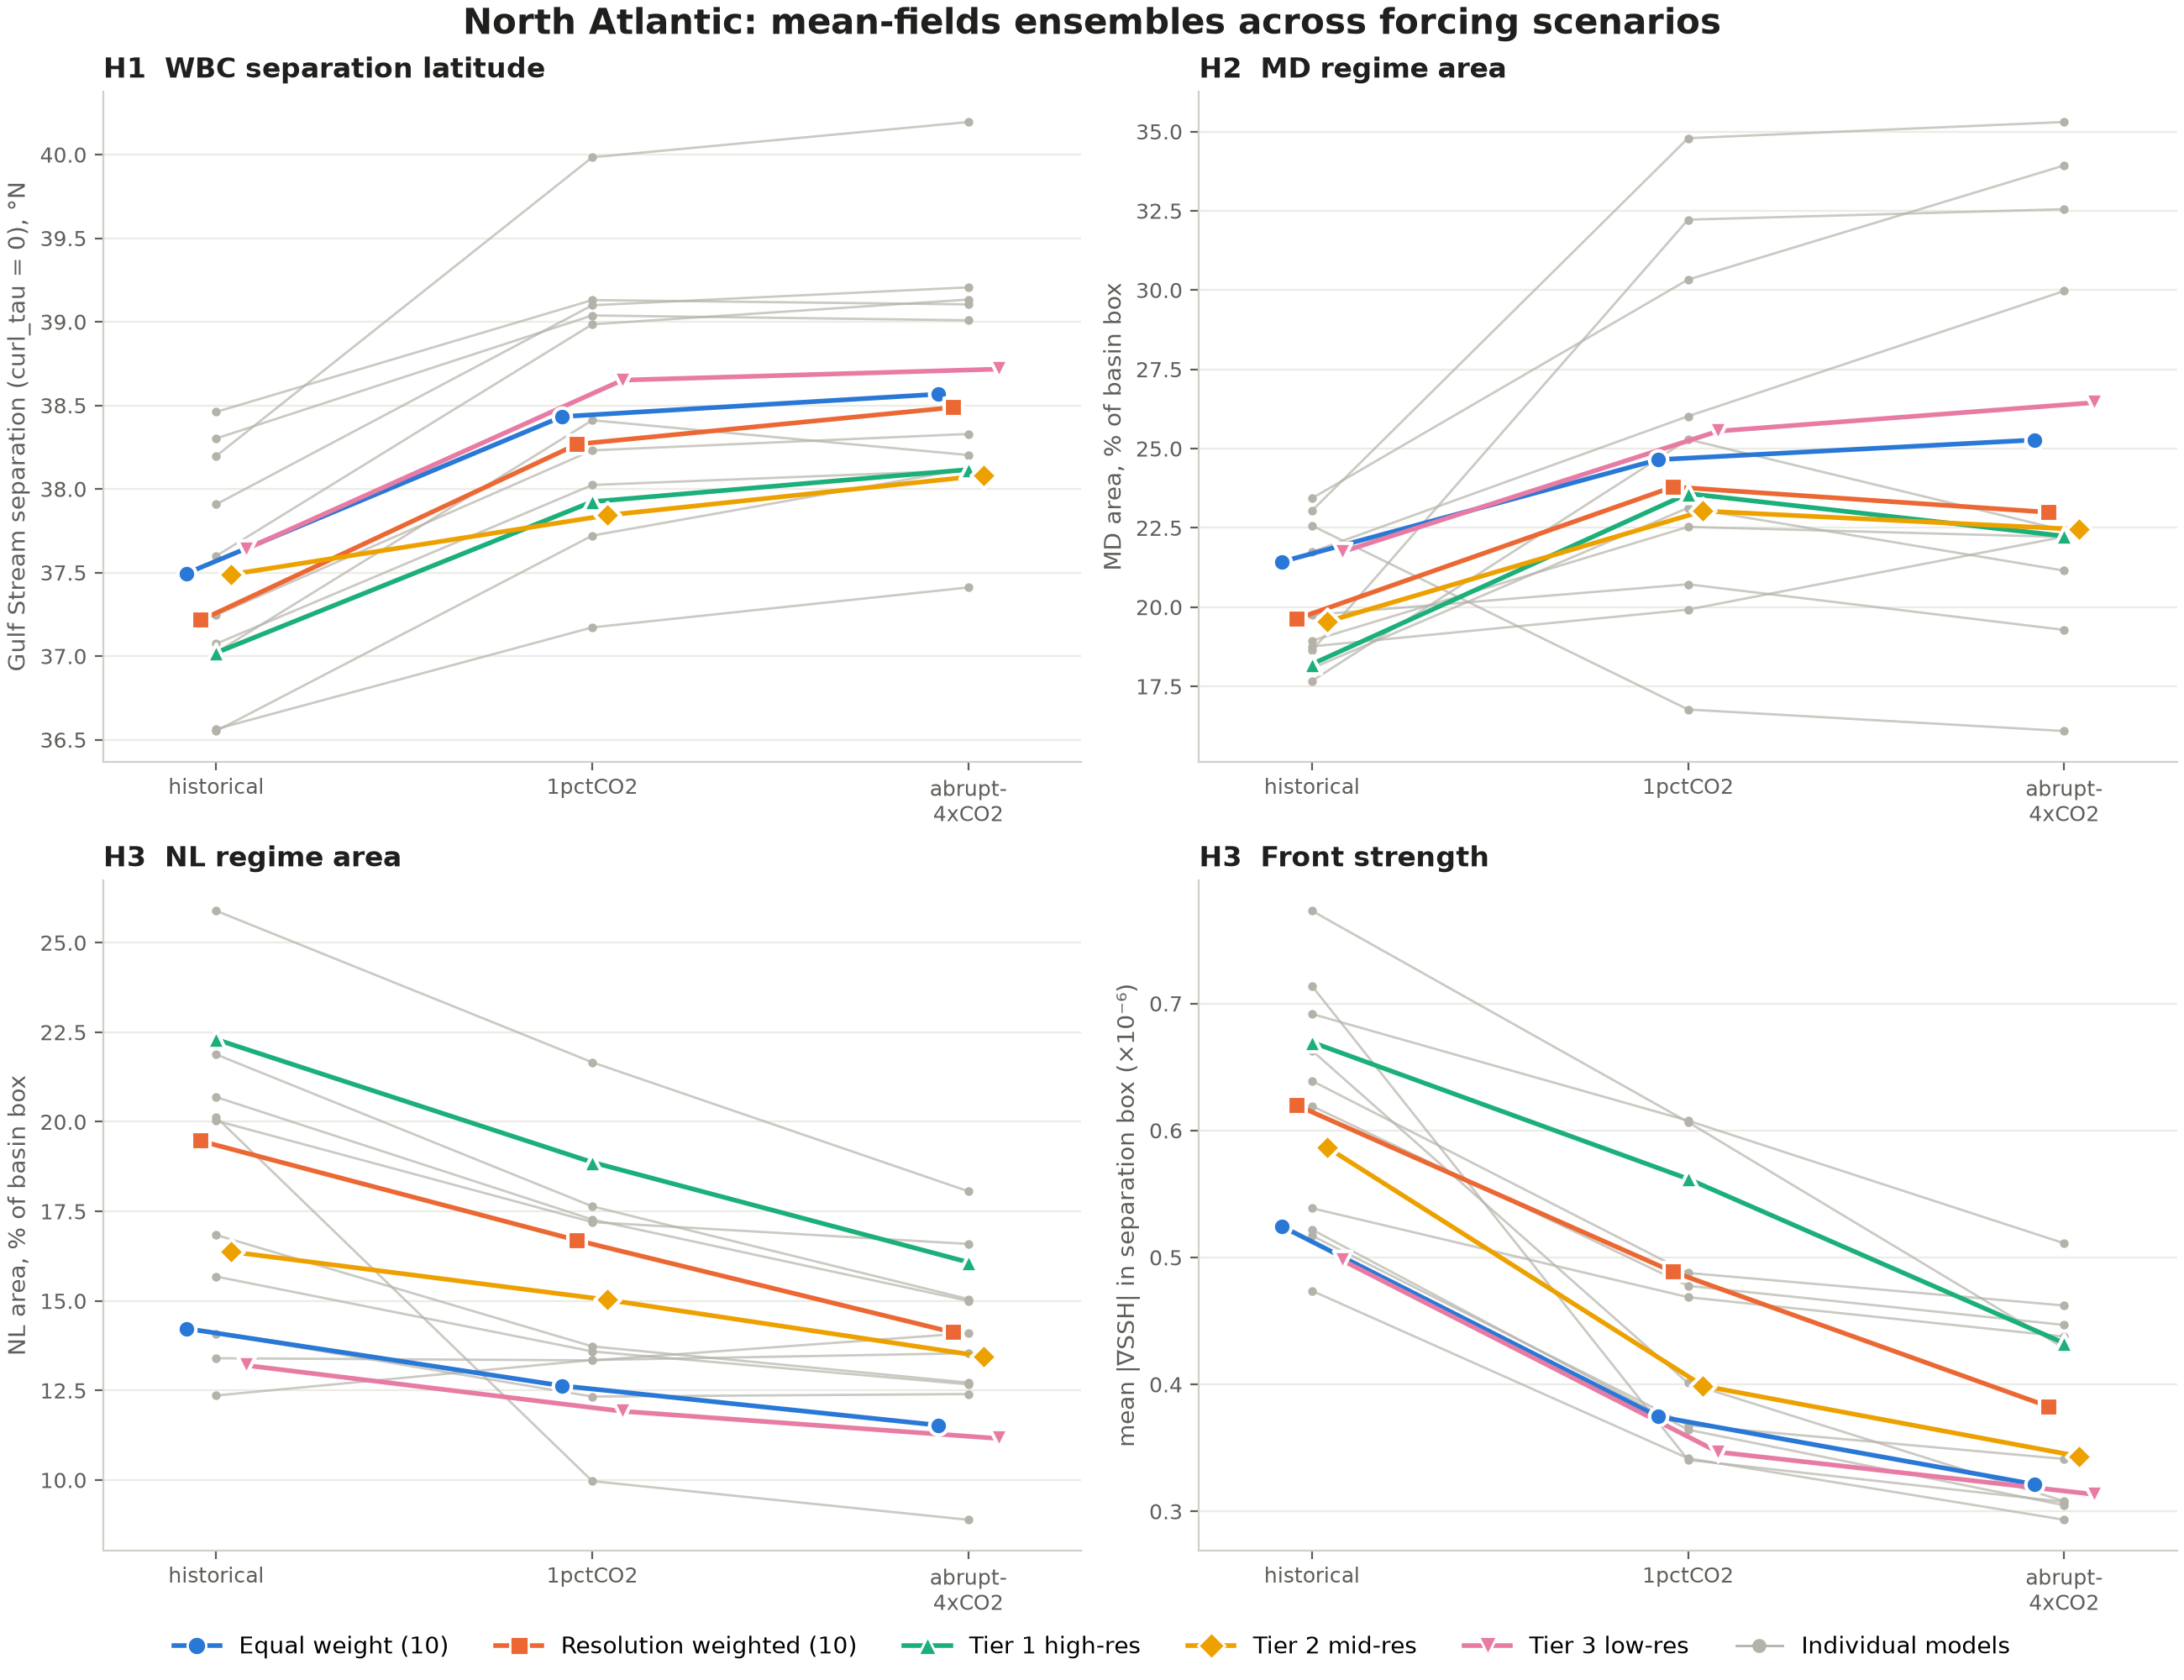 North Atlantic: mean-fields ensembles across forcing scenarios
H1  WBC separation latitude
Gulf Stream separation (curl_tau = 0), °N
40.0
39.5
39.0
38.5
38.0
37.5
37.0
36.5
historical
1pctCO2
abrupt-
4xCO2
H2  MD regime area
MD area, % of basin box
35.0
32.5
30.0
27.5
25.0
22.5
20.0
17.5
historical
1pctCO2
abrupt-
4xCO2
H3  NL regime area
NL area, % of basin box
25.0
22.5
20.0
17.5
15.0
12.5
10.0
historical
1pctCO2
abrupt-
4xCO2
H3  Front strength
mean |∇SSH| in separation box (×10⁻⁶)
0.7
0.6
0.5
0.4
0.3
historical
1pctCO2
abrupt-
4xCO2
Equal weight (10)
Resolution weighted (10)
Tier 1 high-res
Tier 2 mid-res
Tier 3 low-res
Individual models